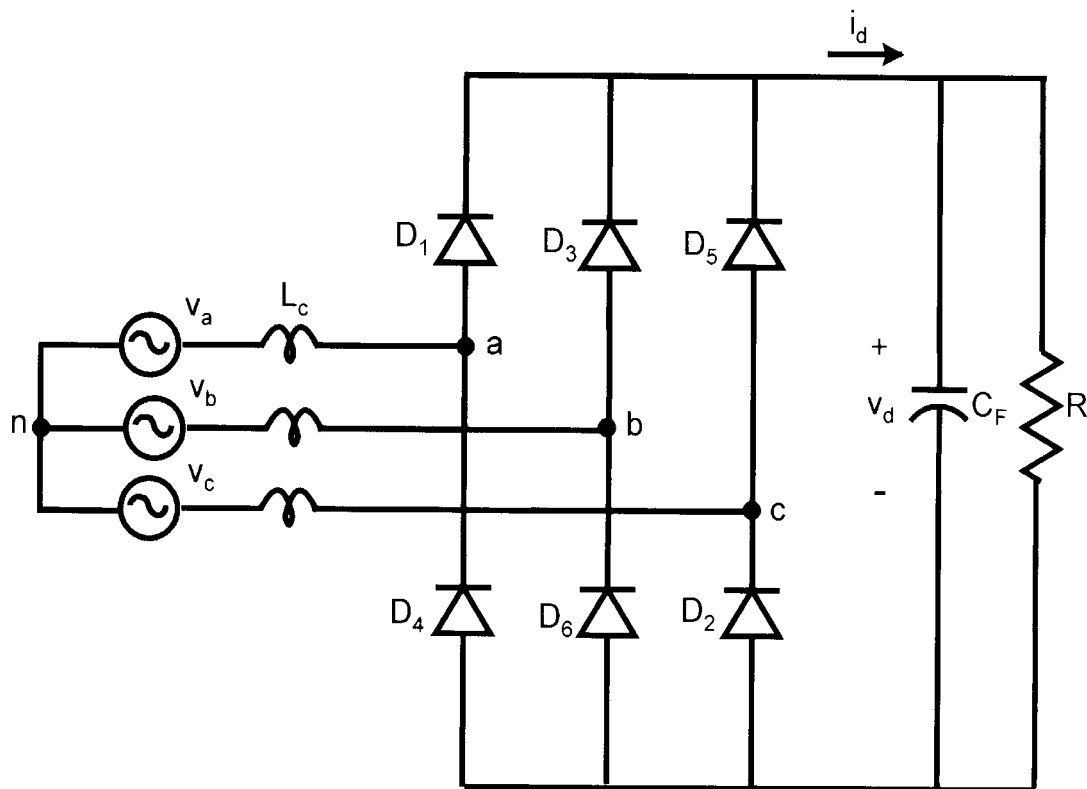 i_d
D_1
D_3
D_5
v_a
L_c
a
v_b
n
b
v_c
c
+
v_d
C_F
R
-
D_4
D_6
D_2